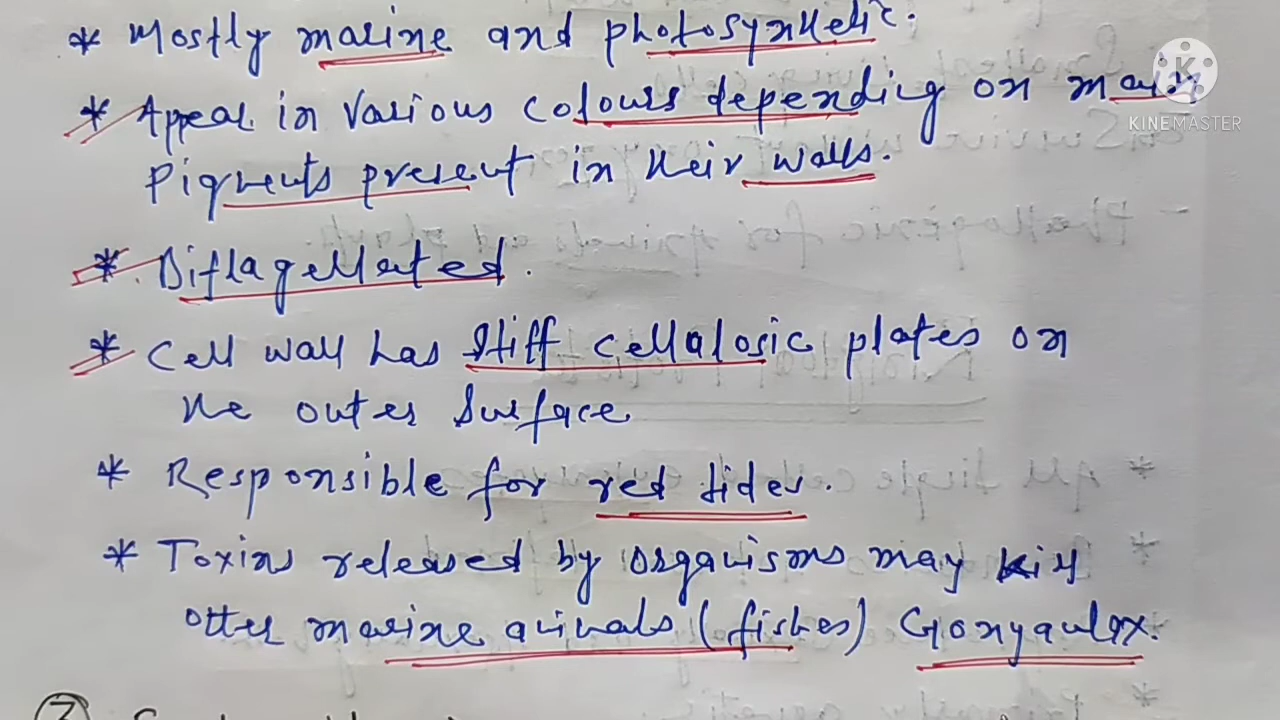 * Mostly marine and photosynthetic.
* Appear in various colours depending on main
Pigments present in their walls.
* Diflagellated.
* Cell wall has stiff cellulosic plates on
the outer surface
* Responsible for red tides.
* Toxins released by organisms may kill
other marine animals (fishes) Gonyaulax.
K
KINEMASTER